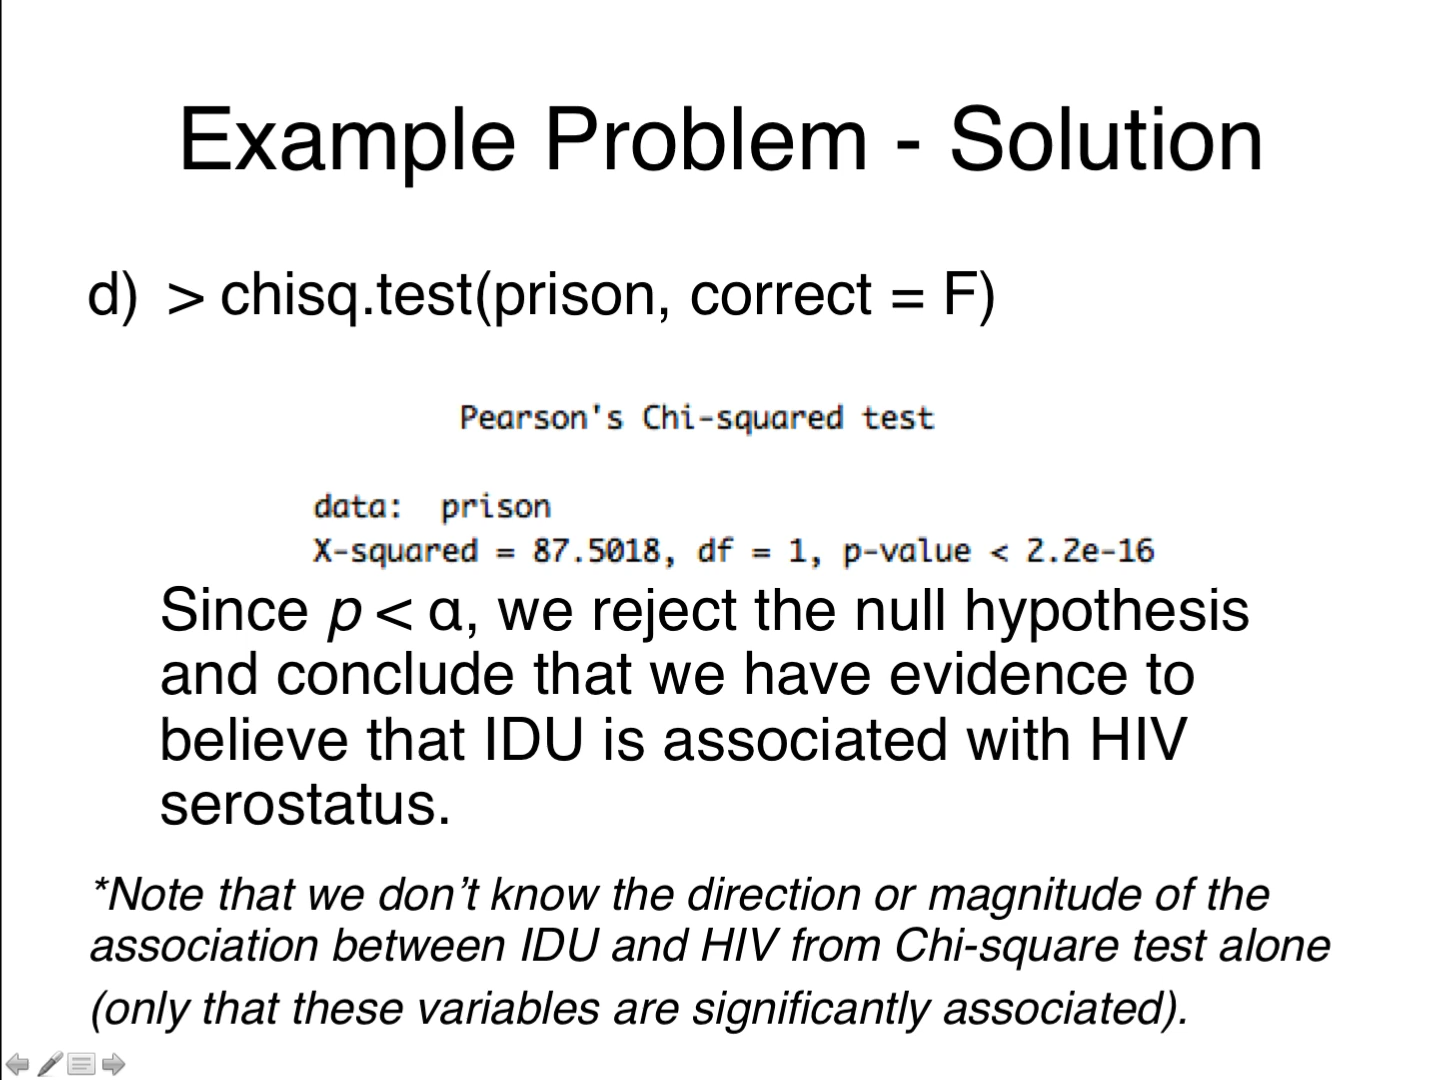 Example Problem - Solution
d) > chisq.test(prison, correct = F)
Pearson's Chi-squared test
data: prison
X-squared = 87.5018, df = 1, p-value < 2.2e-16
Since p < α, we reject the null hypothesis
and conclude that we have evidence to
believe that IDU is associated with HIV
serostatus.
*Note that we don’t know the direction or magnitude of the
association between IDU and HIV from Chi-square test alone
(only that these variables are significantly associated).